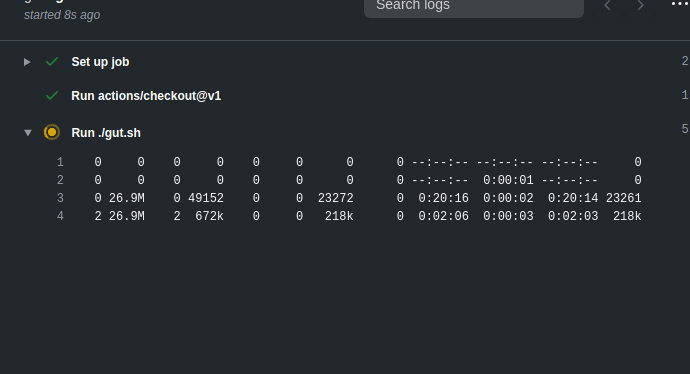 started 8s ago
Search logs
Set up job 2
Run actions/checkout@v1 1
Run ./gut.sh 5
1 0 0 0 0 0 0 0 0 --:--:-- --:--:-- --:--:-- 0
2 0 0 0 0 0 0 0 0 --:--:-- 0:00:01 --:--:-- 0
3 0 26.9M 0 49152 0 0 23272 0 0:20:16 0:00:02 0:20:14 23261
4 2 26.9M 2 672k 0 0 218k 0 0:02:06 0:00:03 0:02:03 218k